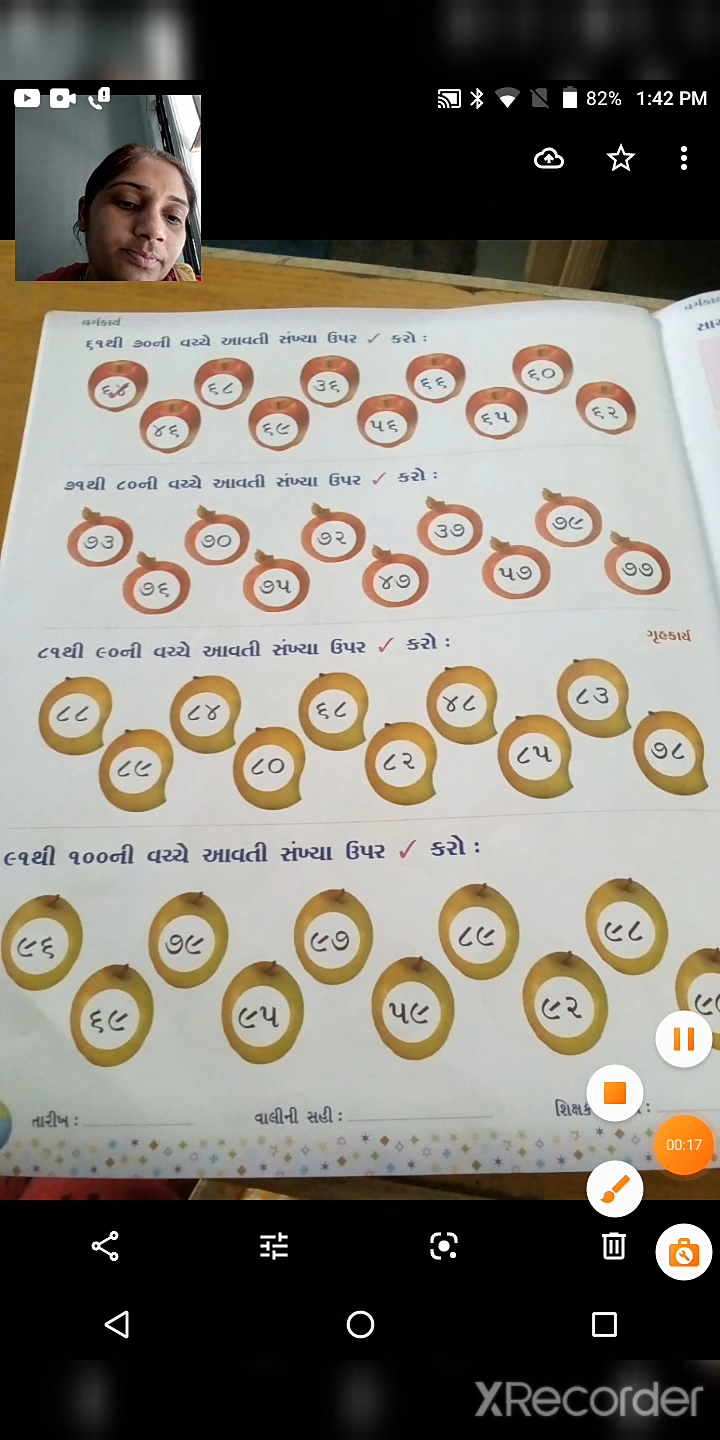 82% 1:42 PM
વર્ગકાર્ય
૬૧થી ૭૦ની વચ્ચે આવતી સંખ્યા ઉપર ✓ કરો :
૬૪ ૬૮ ૩૬ ૬૬ ૬૦
૪૬ ૬૯ ૫૬ ૬૫ ૬૨
૭૧થી ૮૦ની વચ્ચે આવતી સંખ્યા ઉપર ✓ કરો :
૭૩ ૭૦ ૭૨ ૩૭ ૭૯
૭૬ ૭૫ ૪૭ ૫૭ ૭૭
ગૃહકાર્ય
૮૧થી ૯૦ની વચ્ચે આવતી સંખ્યા ઉપર ✓ કરો :
૮૮ ૮૪ ૬૮ ૪૮ ૮૩
૮૯ ૮૦ ૮૨ ૮૫ ૭૮
૯૧થી ૧૦૦ની વચ્ચે આવતી સંખ્યા ઉપર ✓ કરો :
૯૬ ૭૯ ૯૭ ૮૯ ૯૮
૬૯ ૯૫ ૫૯ ૯૨
તારીખ : વાલીની સહી :
00:17
XRecorder